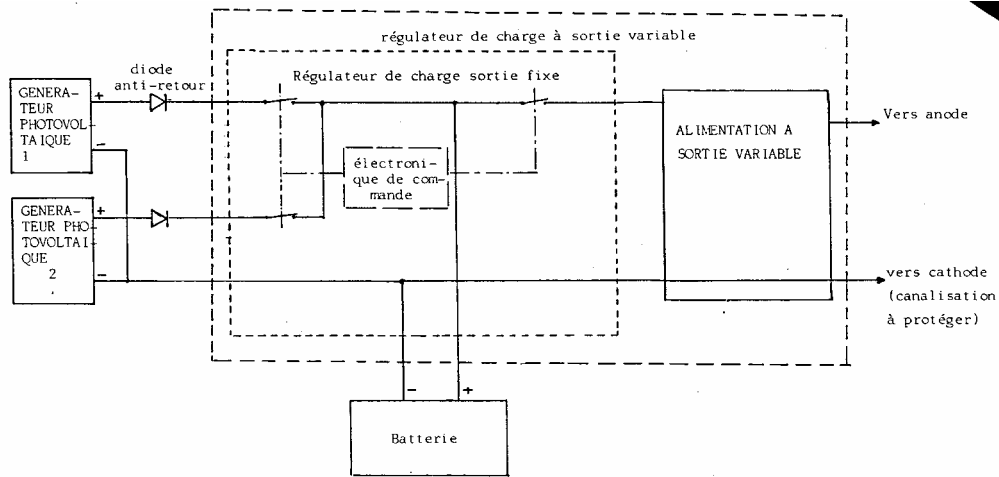 régulateur de charge à sortie variable
diode
anti-retour
Régulateur de charge sortie fixe
GENERA-
TEUR
PHOTOVOL-
TAIQUE
1
+
-
ALIMENTATION A
SORTIE VARIABLE
Vers anode
électroni-
que de com-
mande
GENERA-
TEUR PHO-
TOVOLTAI-
QUE
2
+
-
vers cathode
(canalisation
à protéger)
- +
Batterie